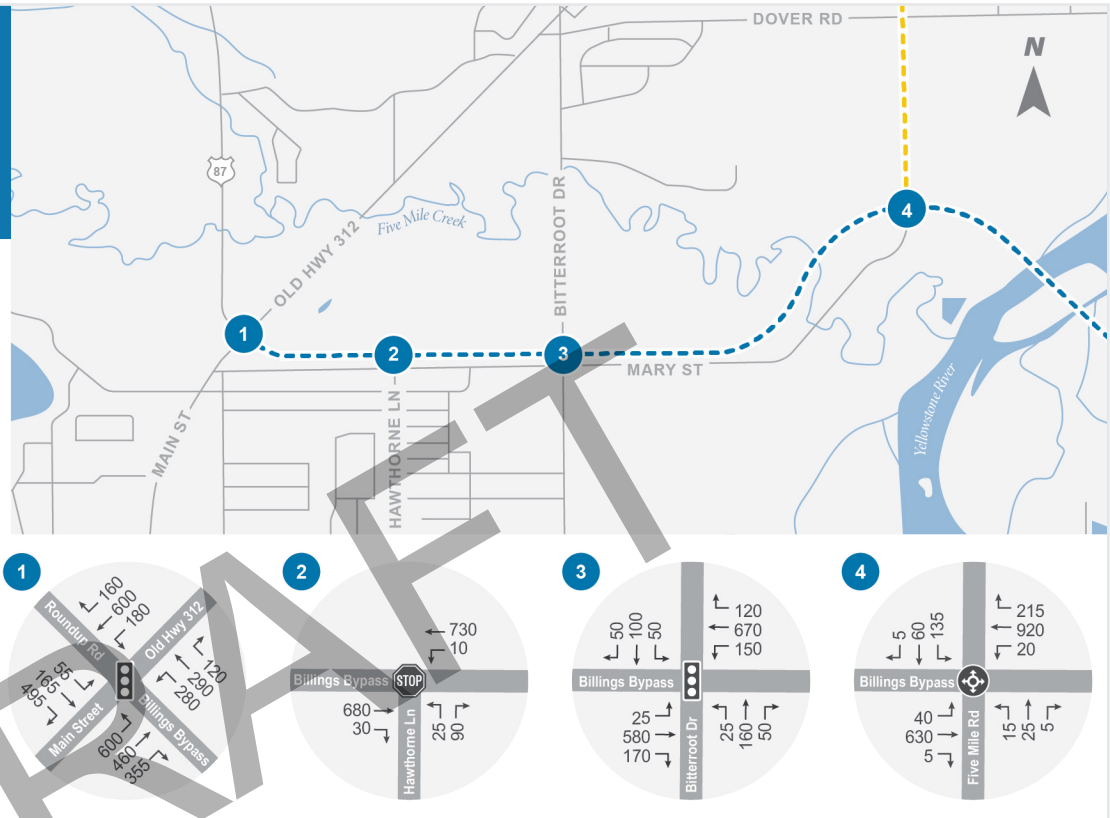 DOVER RD
N
87
BITTERROOT DR
Five Mile Creek
OLD HWY 312
4
1
2
3
MARY ST
Yellowstone River
MAIN ST
HAWTHORNE LN
DRAFT
1
160
600
180
Roundup Rd
Old Hwy 312
55
165
495
120
290
280
Main Street
Billings Bypass
600
460
355
2
730
10
Billings Bypass
STOP
680
30
Hawthorne Ln
25
90
3
50
100
50
120
670
150
Billings Bypass
25
580
170
Bitterroot Dr
25
160
50
4
5
60
135
215
920
20
Billings Bypass
40
630
5
Five Mile Rd
15
25
5